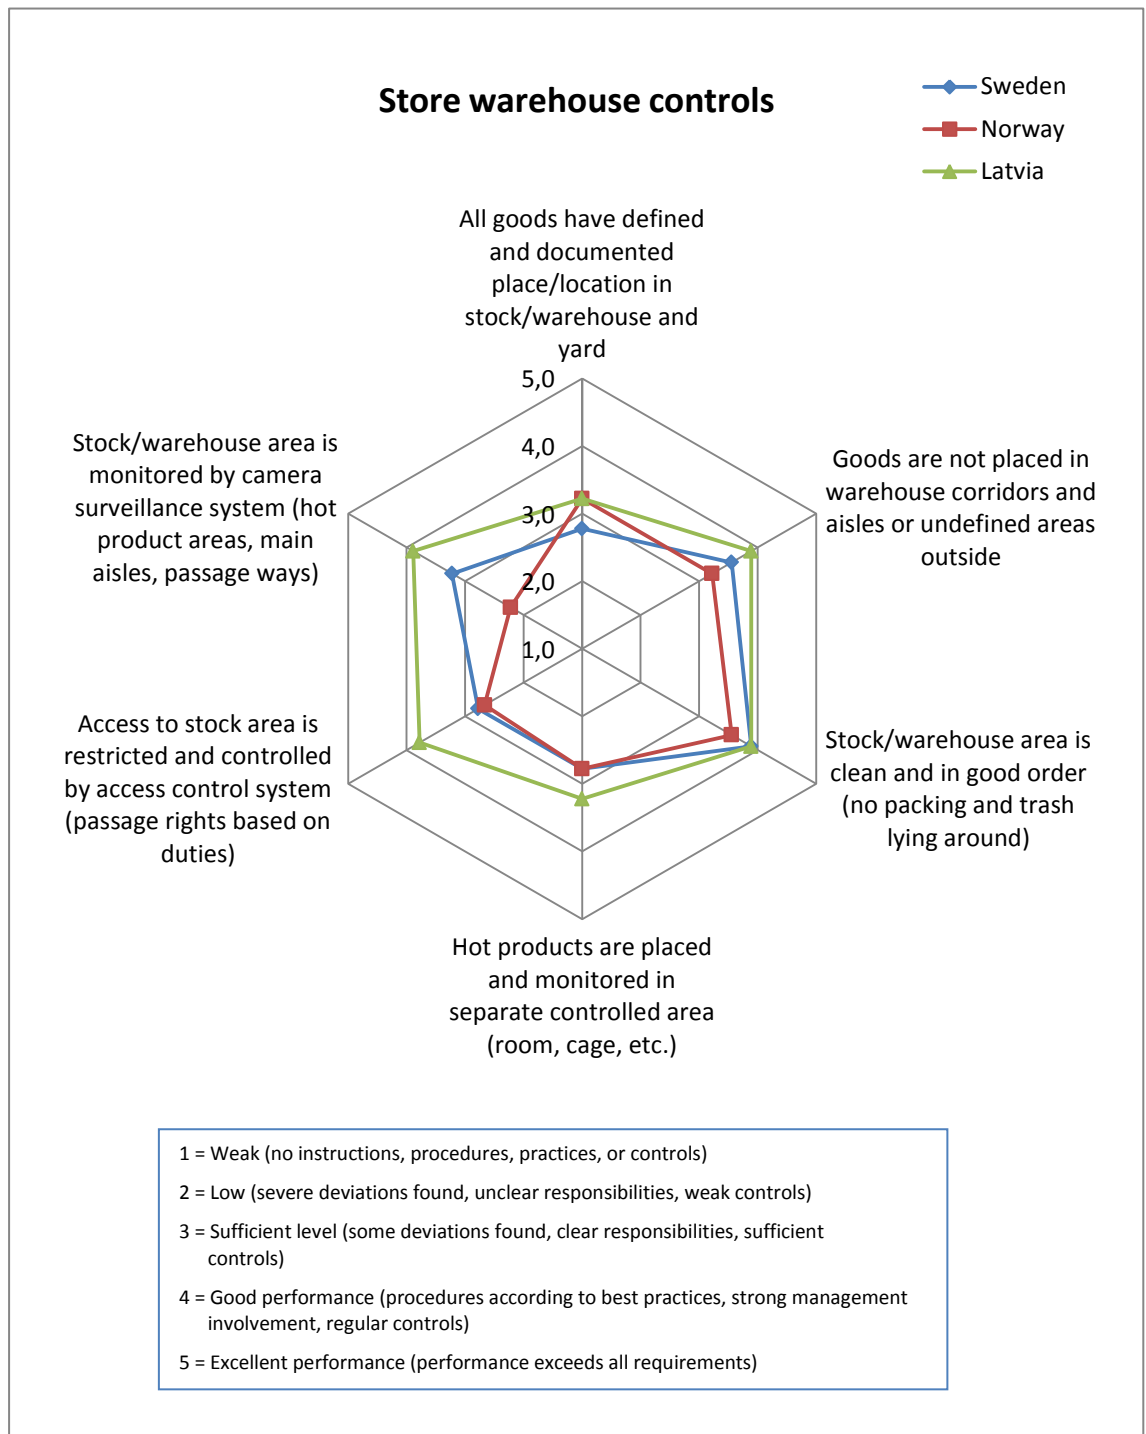 Store warehouse controls
Sweden
Norway
Latvia
All goods have defined
and documented
place/location in
stock/warehouse and
yard
5,0
4,0
3,0
2,0
1,0
Goods are not placed in
warehouse corridors and
aisles or undefined areas
outside
Stock/warehouse area is
clean and in good order
(no packing and trash
lying around)
Hot products are placed
and monitored in
separate controlled area
(room, cage, etc.)
Access to stock area is
restricted and controlled
by access control system
(passage rights based on
duties)
Stock/warehouse area is
monitored by camera
surveillance system (hot
product areas, main
aisles, passage ways)
1 = Weak (no instructions, procedures, practices, or controls)
2 = Low (severe deviations found, unclear responsibilities, weak controls)
3 = Sufficient level (some deviations found, clear responsibilities, sufficient
controls)
4 = Good performance (procedures according to best practices, strong management
involvement, regular controls)
5 = Excellent performance (performance exceeds all requirements)